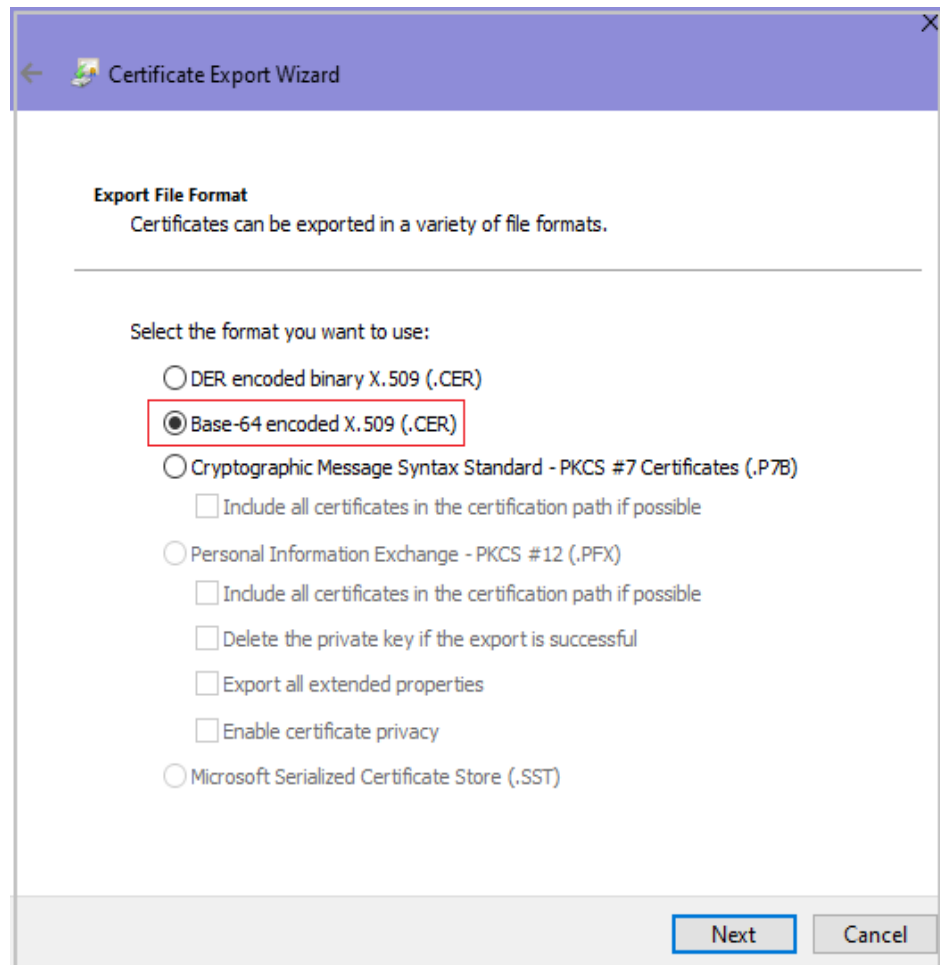 Certificate Export Wizard
Export File Format
Certificates can be exported in a variety of file formats.
Select the format you want to use:
DER encoded binary X.509 (.CER)
Base-64 encoded X.509 (.CER)
Cryptographic Message Syntax Standard - PKCS #7 Certificates (.P7B)
Include all certificates in the certification path if possible
Personal Information Exchange - PKCS #12 (.PFX)
Include all certificates in the certification path if possible
Delete the private key if the export is successful
Export all extended properties
Enable certificate privacy
Microsoft Serialized Certificate Store (.SST)
Next Cancel